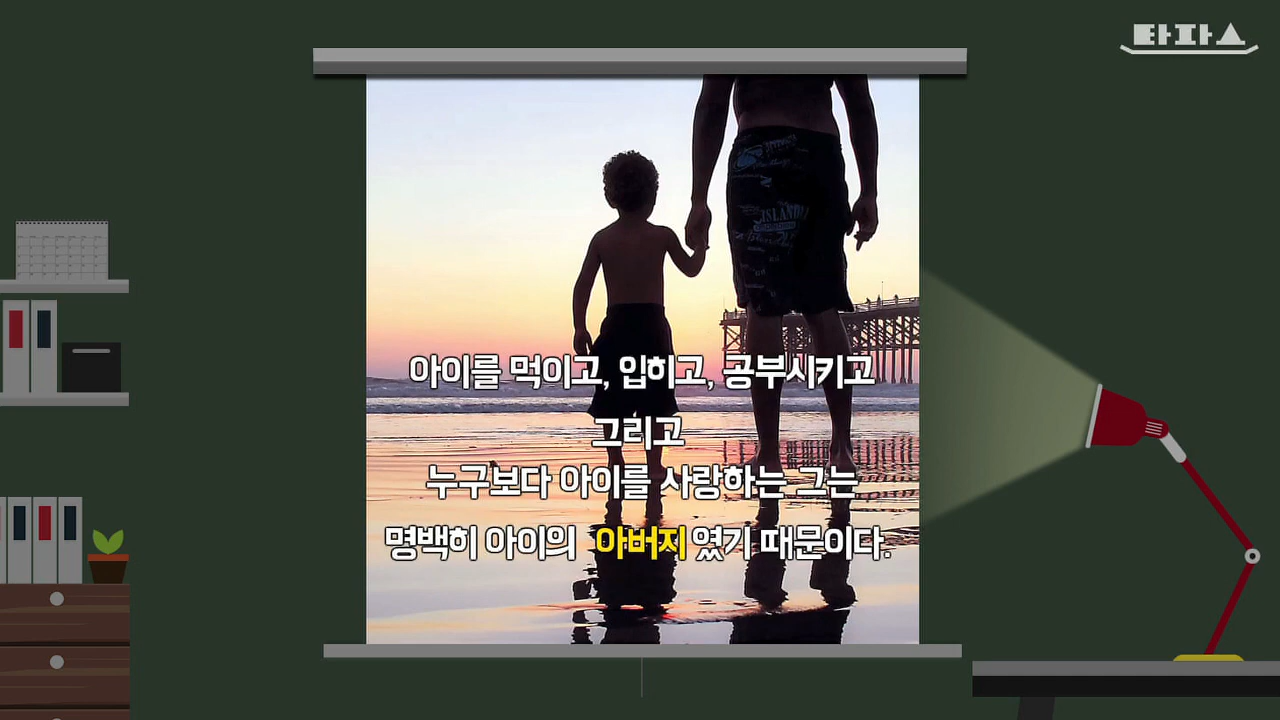 타파스
ISLAND
아이를 먹이고, 입히고, 공부시키고
그리고
누구보다 아이를 사랑하는 그는
명백히 아이의 아버지였기 때문이다.